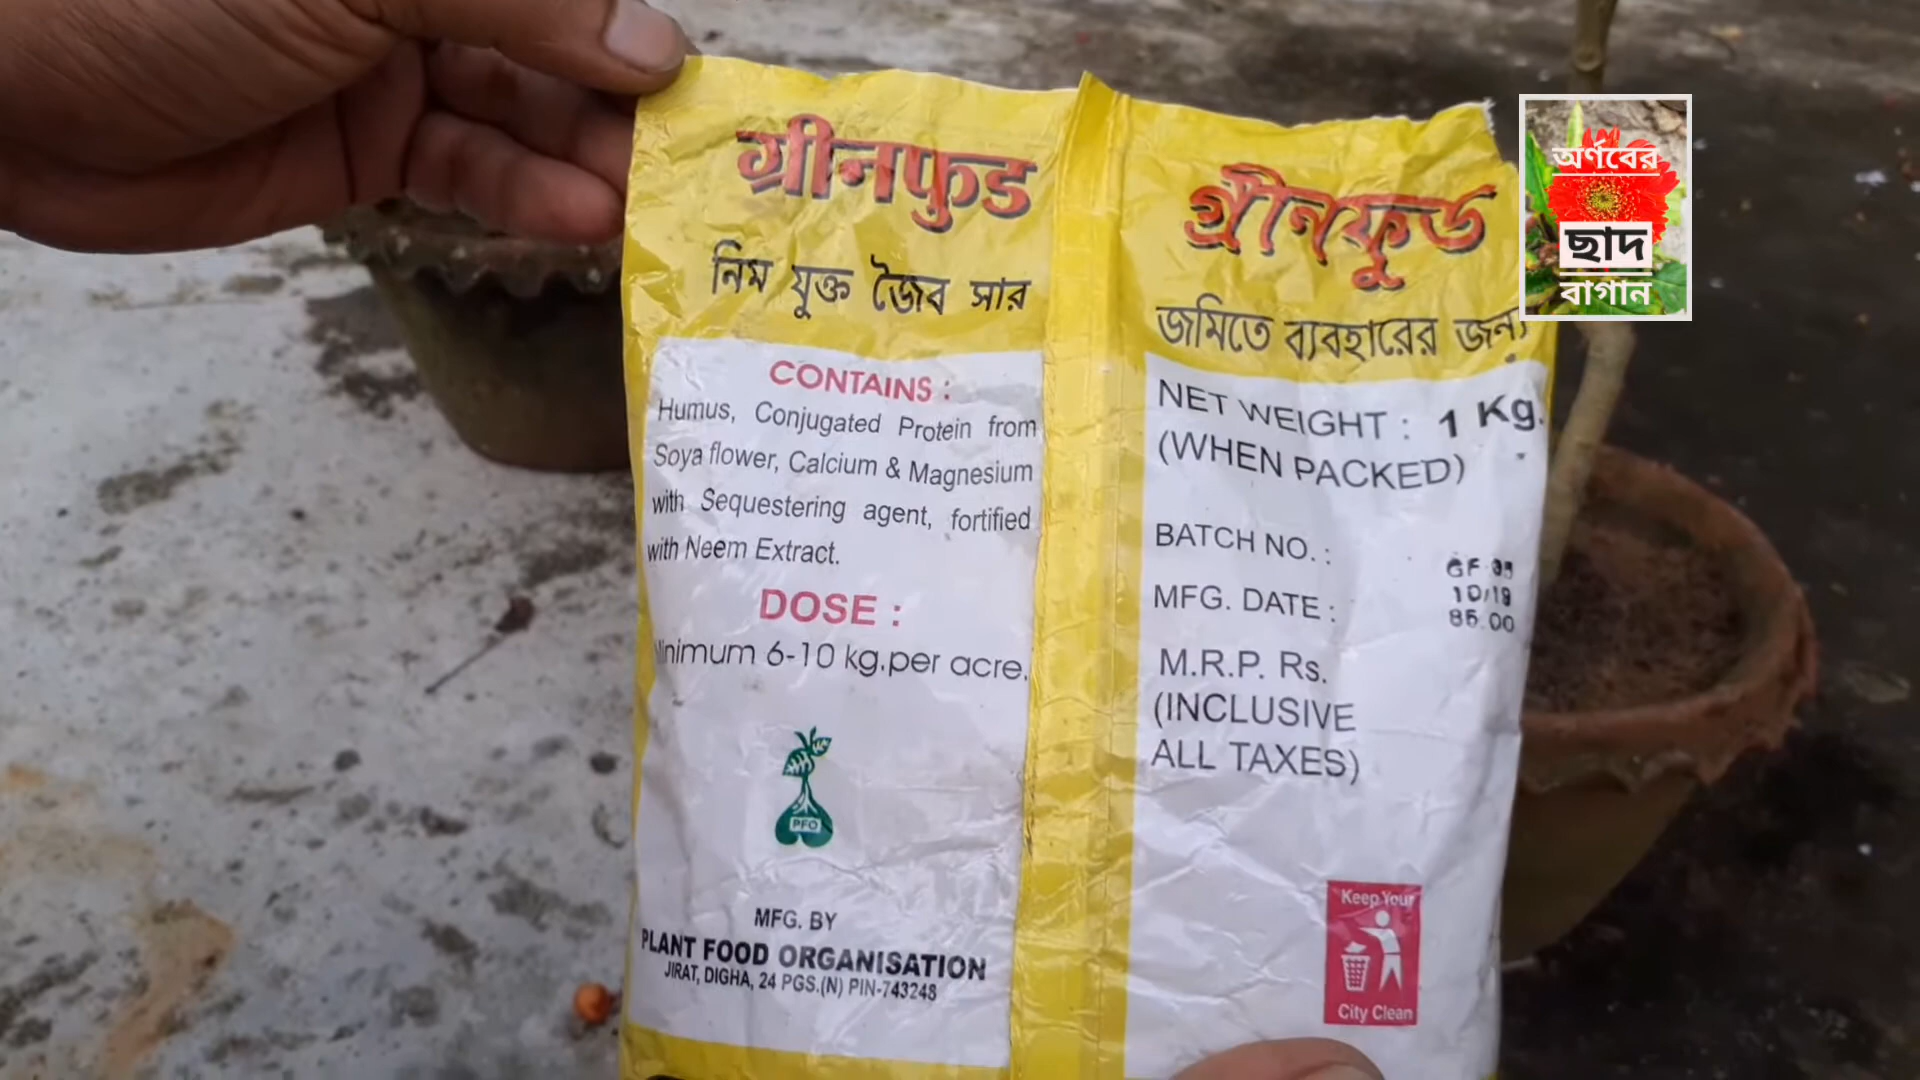 গ্রীনফুড
নিম যুক্ত জৈব সার
CONTAINS :
Humus, Conjugated Protein from
Soya flower, Calcium & Magnesium
with Sequestering agent, fortified
with Neem Extract.
DOSE :
Minimum 6-10 kg.per acre.
PFO
MFG. BY
PLANT FOOD ORGANISATION
JIRAT, DIGHA, 24 PGS.(N) PIN-743248
গ্রীনফুড
জমিতে ব্যবহারের জন্য
NET WEIGHT : 1 Kg.
(WHEN PACKED)
BATCH NO. :
MFG. DATE :
10/19
85.00
M.R.P. Rs.
(INCLUSIVE
ALL TAXES)
Keep Your
City Clean
অর্ণবের
ছাদ
বাগান